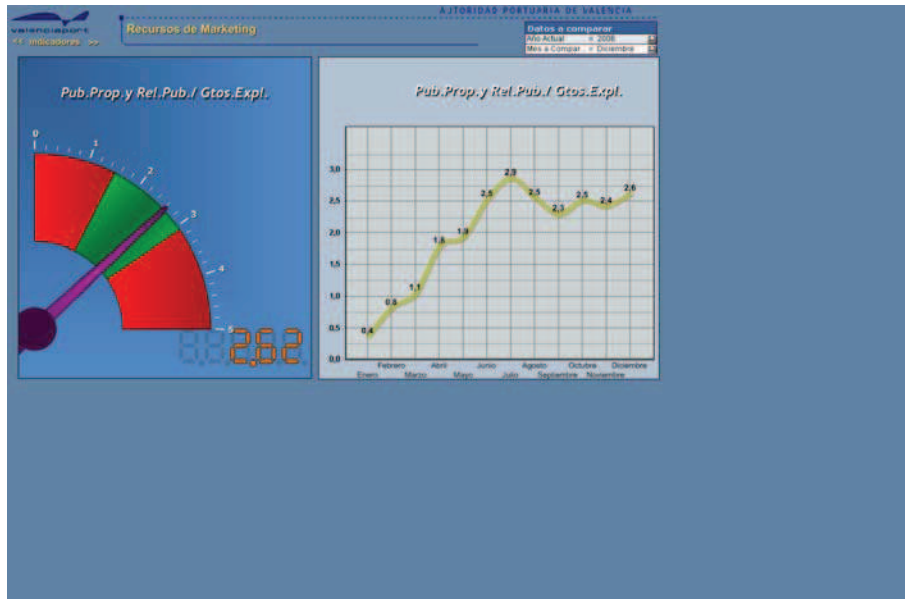 AUTORIDAD PORTUARIA DE VALENCIA
valenciaport
<< Indicadores >>
Recursos de Marketing
Datos a comparar
Año Actual = 2006
Mes a Compar. = Diciembre
Pub.Prop.y Rel.Pub./ Gtos.Expl.
0
1
2
3
4
5
2,62
Pub.Prop.y Rel.Pub./ Gtos.Expl.
3,0
2,5
2,0
1,5
1,0
0,5
0,0
0,4
0,8
1,1
1,8
1,9
2,5
2,9
2,5
2,3
2,5
2,4
2,6
Febrero Abril Junio Agosto Octubre Diciembre
Enero Marzo Mayo Julio Septiembre Noviembre